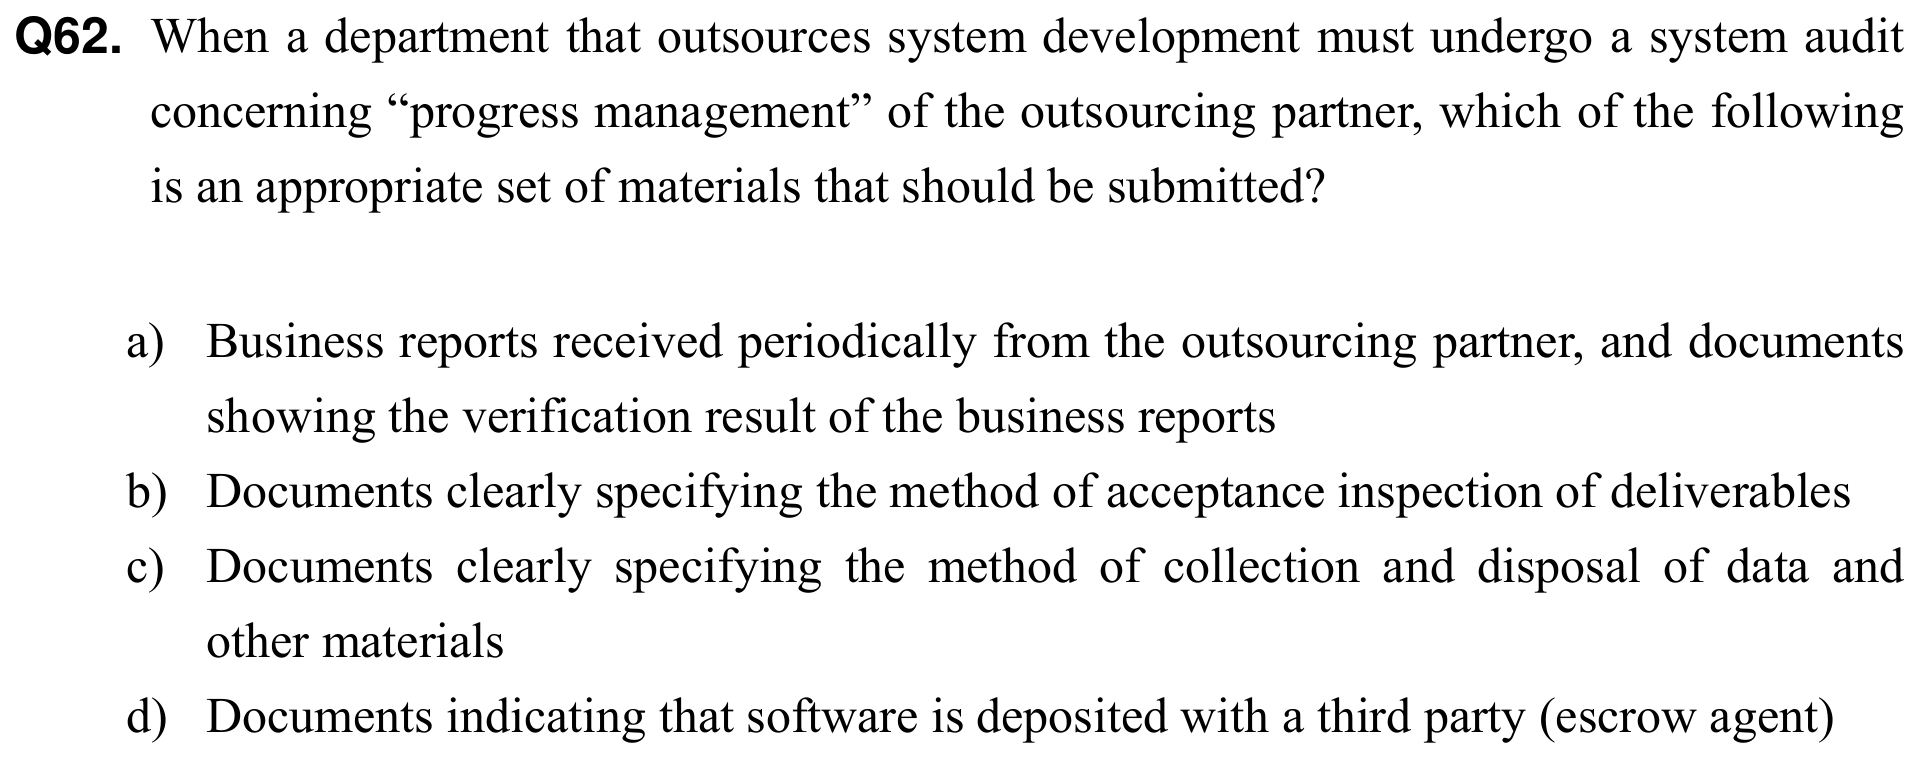 Q62. When a department that outsources system development must undergo a system audit
concerning “progress management” of the outsourcing partner, which of the following
is an appropriate set of materials that should be submitted?
a) Business reports received periodically from the outsourcing partner, and documents
showing the verification result of the business reports
b) Documents clearly specifying the method of acceptance inspection of deliverables
c) Documents clearly specifying the method of collection and disposal of data and
other materials
d) Documents indicating that software is deposited with a third party (escrow agent)